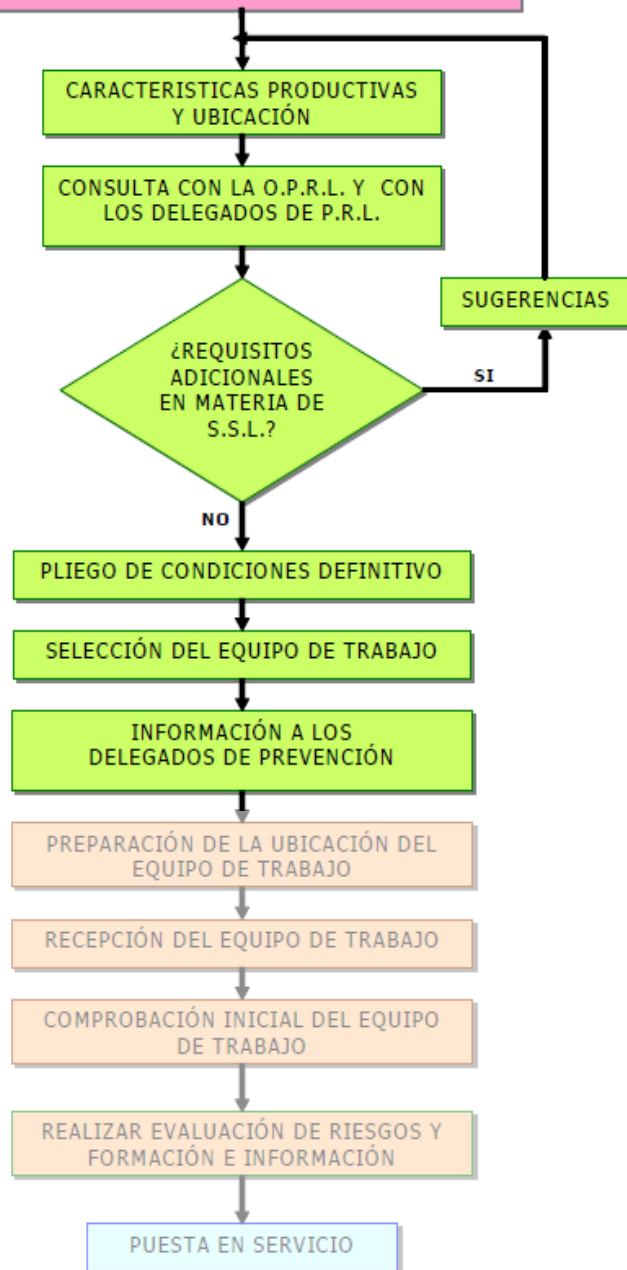 CARACTERISTICAS PRODUCTIVAS
Y UBICACIÓN
CONSULTA CON LA O.P.R.L. Y CON
LOS DELEGADOS DE P.R.L.
SUGERENCIAS
¿REQUISITOS
ADICIONALES
EN MATERIA DE
S.S.L.?
SI
NO
PLIEGO DE CONDICIONES DEFINITIVO
SELECCIÓN DEL EQUIPO DE TRABAJO
INFORMACIÓN A LOS
DELEGADOS DE PREVENCIÓN
PREPARACIÓN DE LA UBICACIÓN DEL
EQUIPO DE TRABAJO
RECEPCIÓN DEL EQUIPO DE TRABAJO
COMPROBACIÓN INICIAL DEL EQUIPO
DE TRABAJO
REALIZAR EVALUACIÓN DE RIESGOS Y
FORMACIÓN E INFORMACIÓN
PUESTA EN SERVICIO